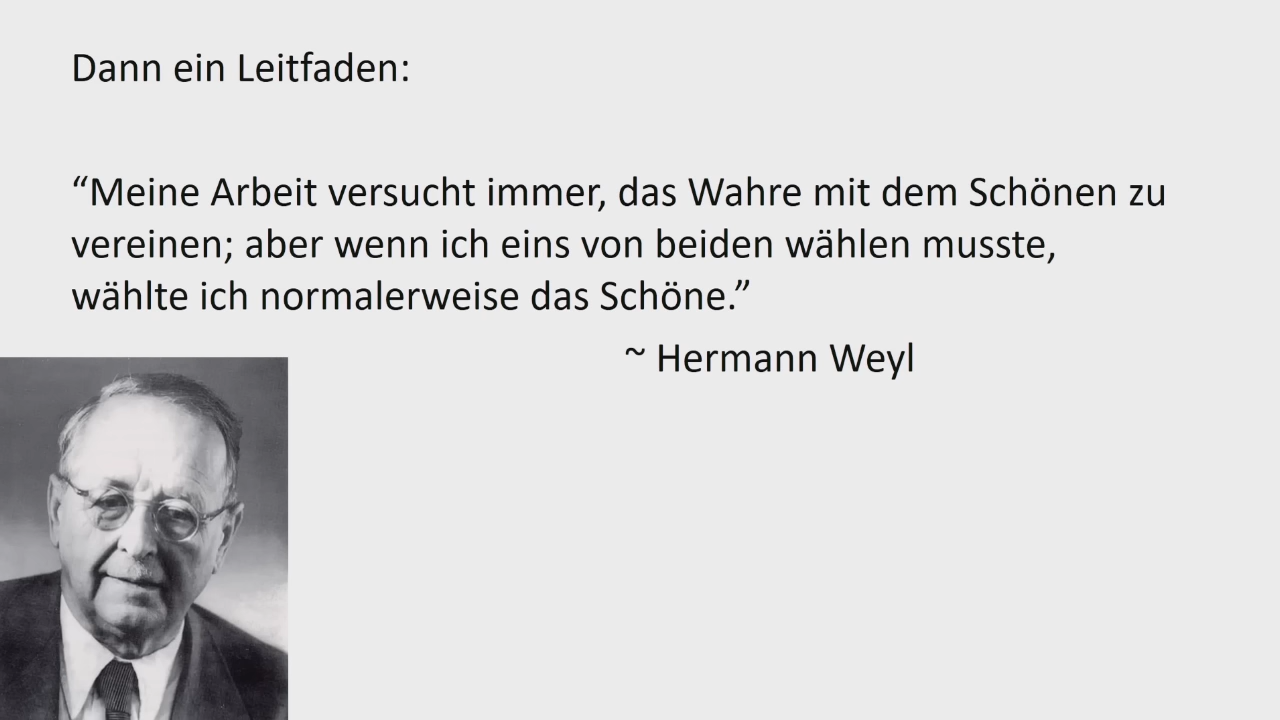 Dann ein Leitfaden:
“Meine Arbeit versucht immer, das Wahre mit dem Schönen zu
vereinen; aber wenn ich eins von beiden wählen musste,
wählte ich normalerweise das Schöne.”
~ Hermann Weyl